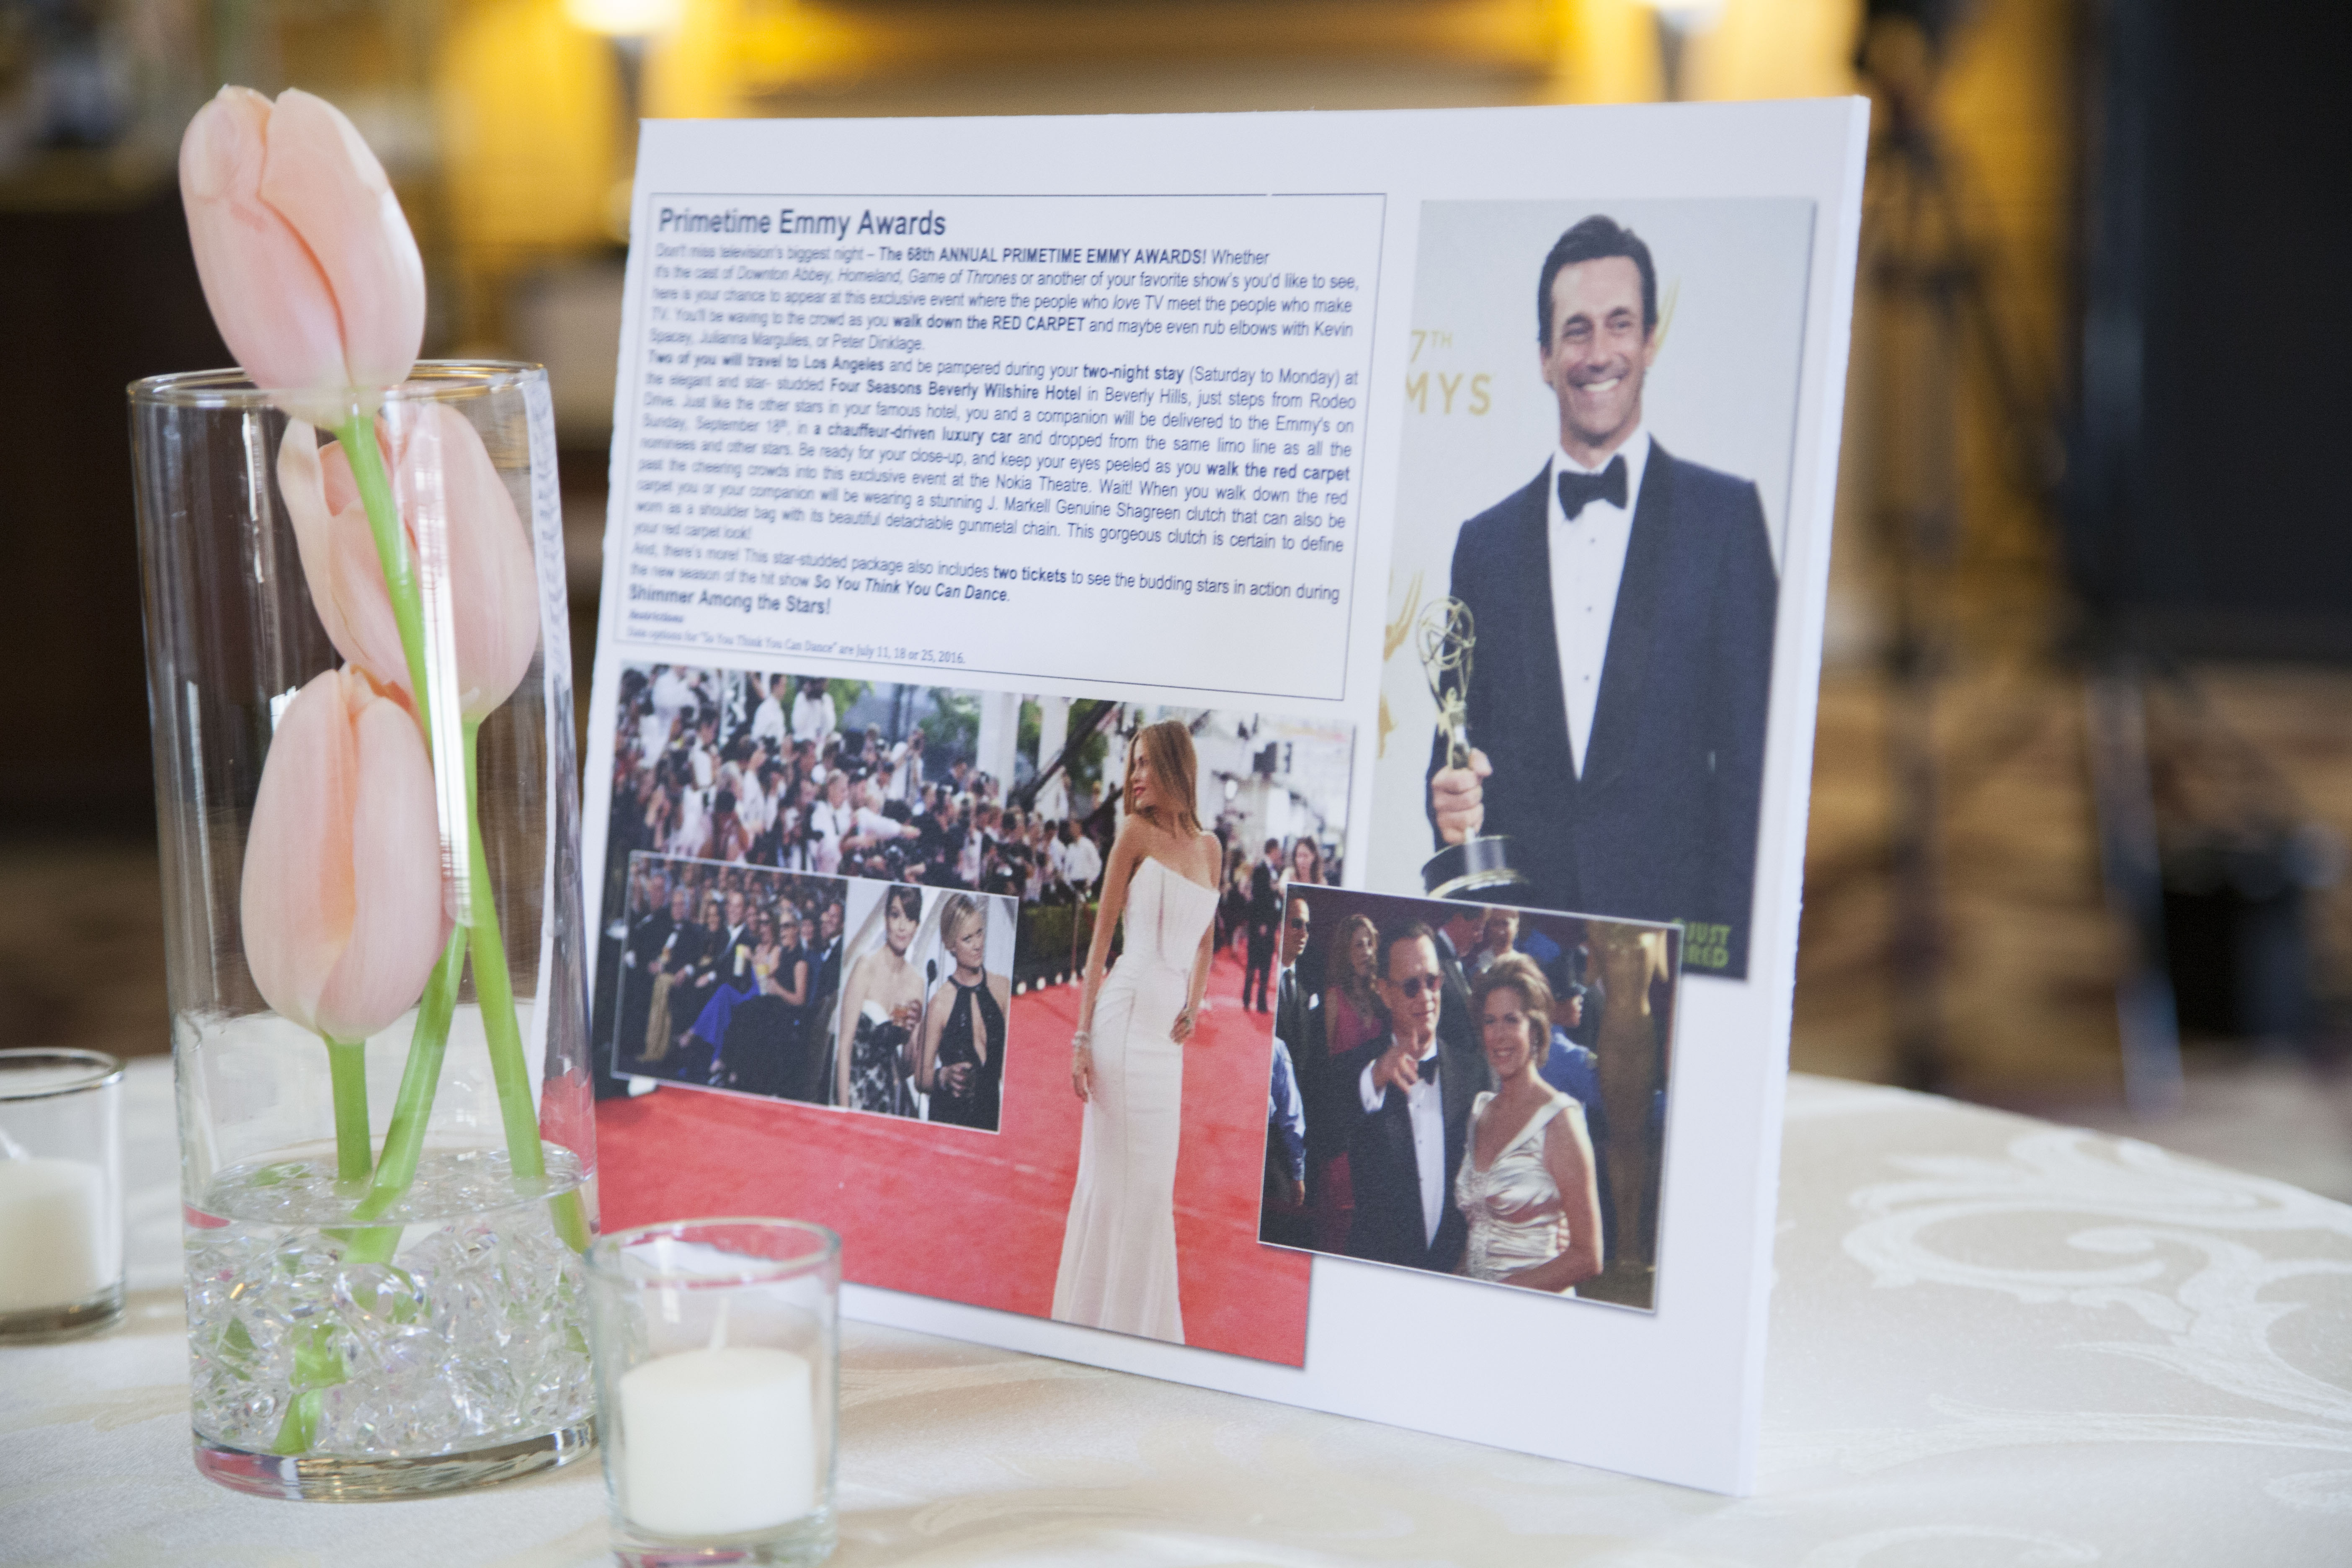 Primetime Emmy Awards
Don't miss television's biggest night – The 68th ANNUAL PRIMETIME EMMY AWARDS! Whether
it's the cast of Downton Abbey, Homeland, Game of Thrones or another of your favorite show's you'd like to see,
here is your chance to appear at this exclusive event where the people who love TV meet the people who make
TV. You'll be waving to the crowd as you walk down the RED CARPET and maybe even rub elbows with Kevin
Spacey, Julianna Margulies, or Peter Dinklage.
Two of you will travel to Los Angeles and be pampered during your two-night stay (Saturday to Monday) at
the elegant and star- studded Four Seasons Beverly Wilshire Hotel in Beverly Hills, just steps from Rodeo
Drive. Just like the other stars in your famous hotel, you and a companion will be delivered to the Emmy's on
Sunday, September 18th, in a chauffeur-driven luxury car and dropped from the same limo line as all the
nominees and other stars. Be ready for your close-up, and keep your eyes peeled as you walk the red carpet
past the cheering crowds into this exclusive event at the Nokia Theatre. Wait! When you walk down the red
carpet you or your companion will be wearing a stunning J. Markell Genuine Shagreen clutch that can also be
worn as a shoulder bag with its beautiful detachable gunmetal chain. This gorgeous clutch is certain to define
your red carpet look!
And, there's more! This star-studded package also includes two tickets to see the budding stars in action during
the new season of the hit show So You Think You Can Dance.
Shimmer Among the Stars!
Restrictions
Date options for "So You Think You Can Dance" are July 11, 18 or 25, 2016.
7TH
MYS
JUST
RED